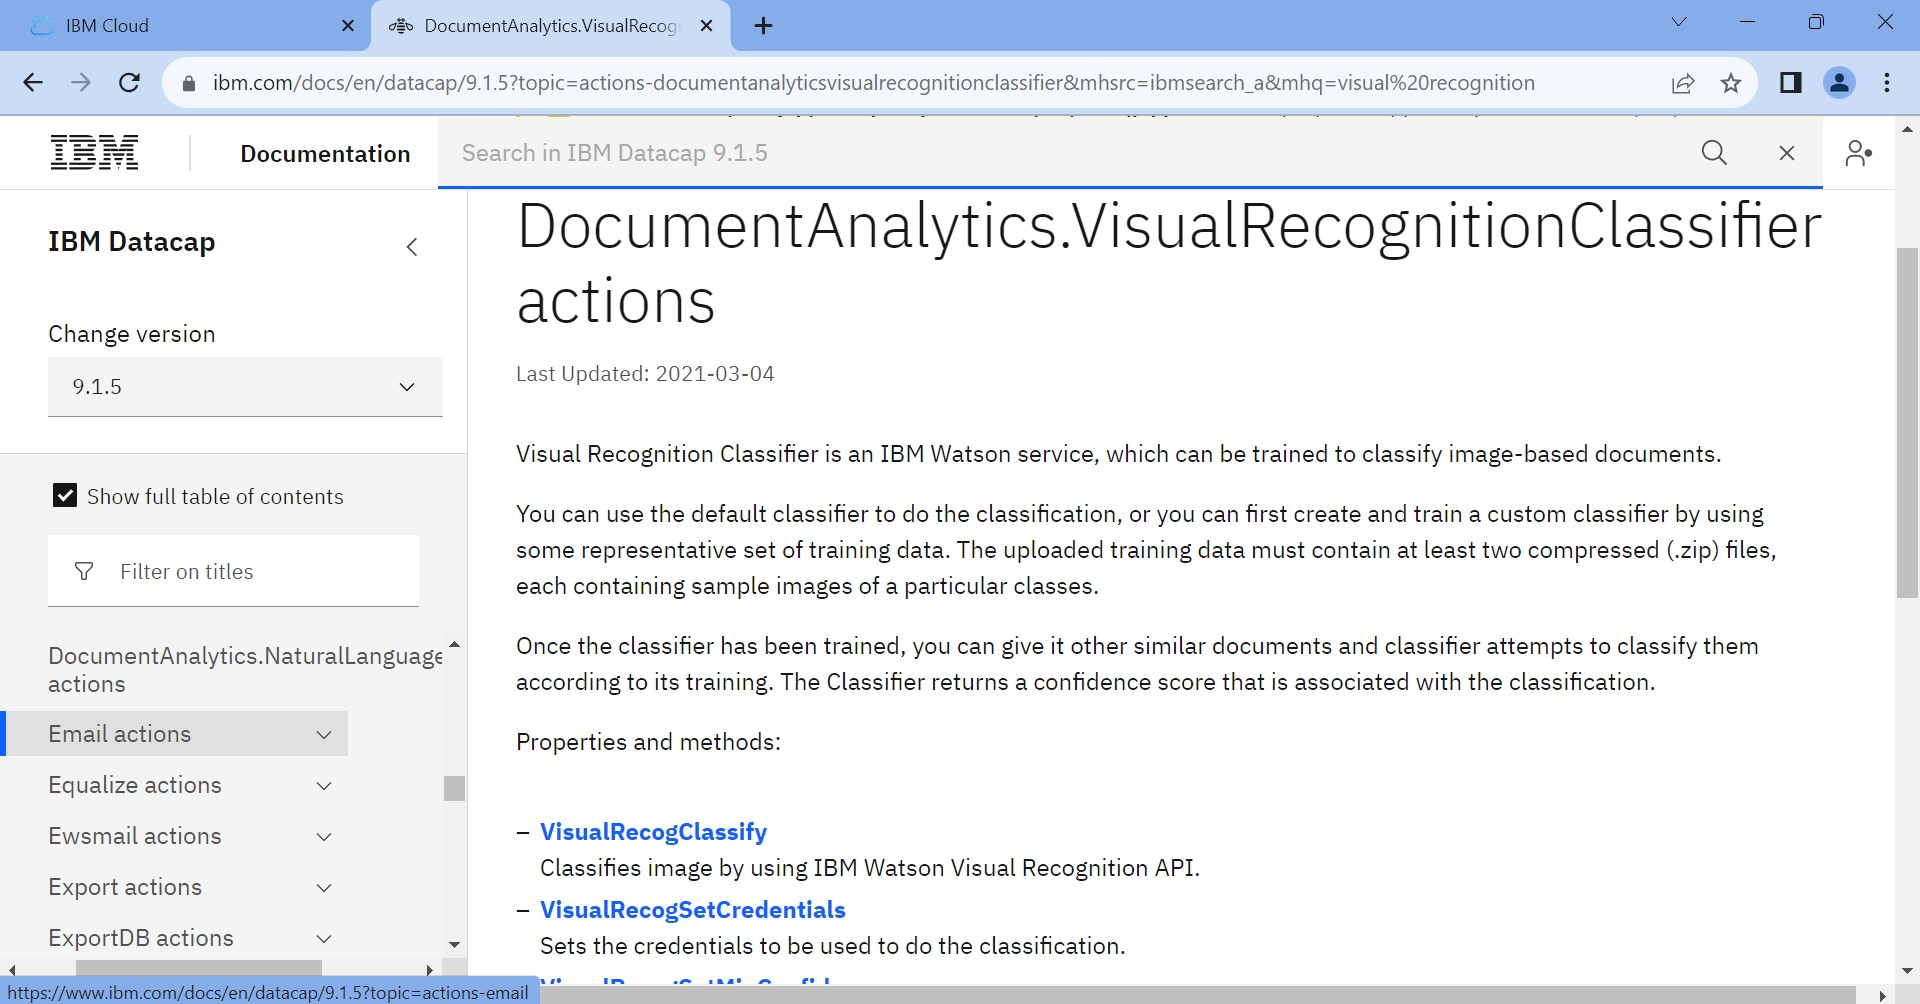 IBM Cloud
DocumentAnalytics.VisualRecog
ibm.com/docs/en/datacap/9.1.5?topic=actions-documentanalyticsvisualrecognitionclassifier&mhsrc=ibmsearch_a&mhq=visual%20recognition
IBM
Documentation
Search in IBM Datacap 9.1.5
IBM Datacap
Change version
9.1.5
Show full table of contents
Filter on titles
DocumentAnalytics.NaturalLanguage
actions
Email actions
Equalize actions
Ewsmail actions
Export actions
ExportDB actions
https://www.ibm.com/docs/en/datacap/9.1.5?topic=actions-email
DocumentAnalytics.VisualRecognitionClassifier
actions
Last Updated: 2021-03-04
Visual Recognition Classifier is an IBM Watson service, which can be trained to classify image-based documents.
You can use the default classifier to do the classification, or you can first create and train a custom classifier by using
some representative set of training data. The uploaded training data must contain at least two compressed (.zip) files,
each containing sample images of a particular classes.
Once the classifier has been trained, you can give it other similar documents and classifier attempts to classify them
according to its training. The Classifier returns a confidence score that is associated with the classification.
Properties and methods:
– VisualRecogClassify
Classifies image by using IBM Watson Visual Recognition API.
– VisualRecogSetCredentials
Sets the credentials to be used to do the classification.